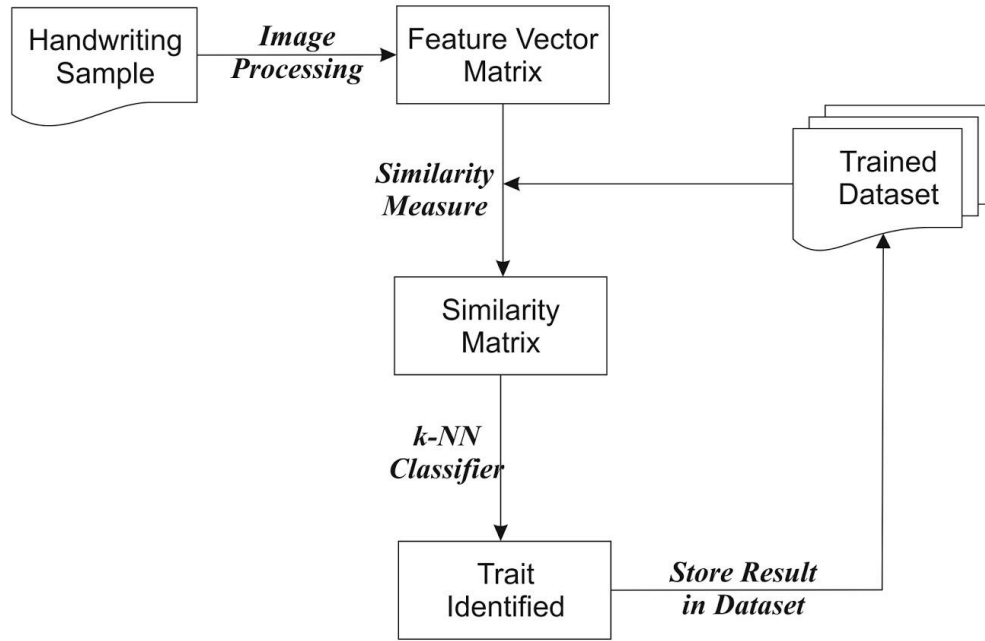 Handwriting
Sample
Image
Processing
Feature Vector
Matrix
Similarity
Measure
Trained
Dataset
Similarity
Matrix
k-NN
Classifier
Trait
Identified
Store Result
in Dataset